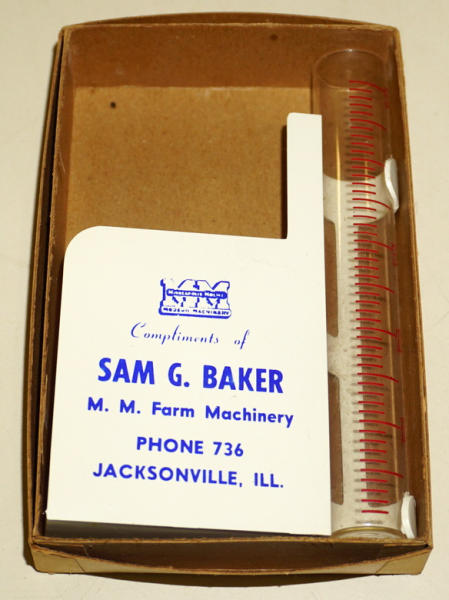 MM
MINNEAPOLIS MOLINE
MODERN MACHINERY
Compliments of
SAM G. BAKER
M. M. Farm Machinery
PHONE 736
JACKSONVILLE, ILL.